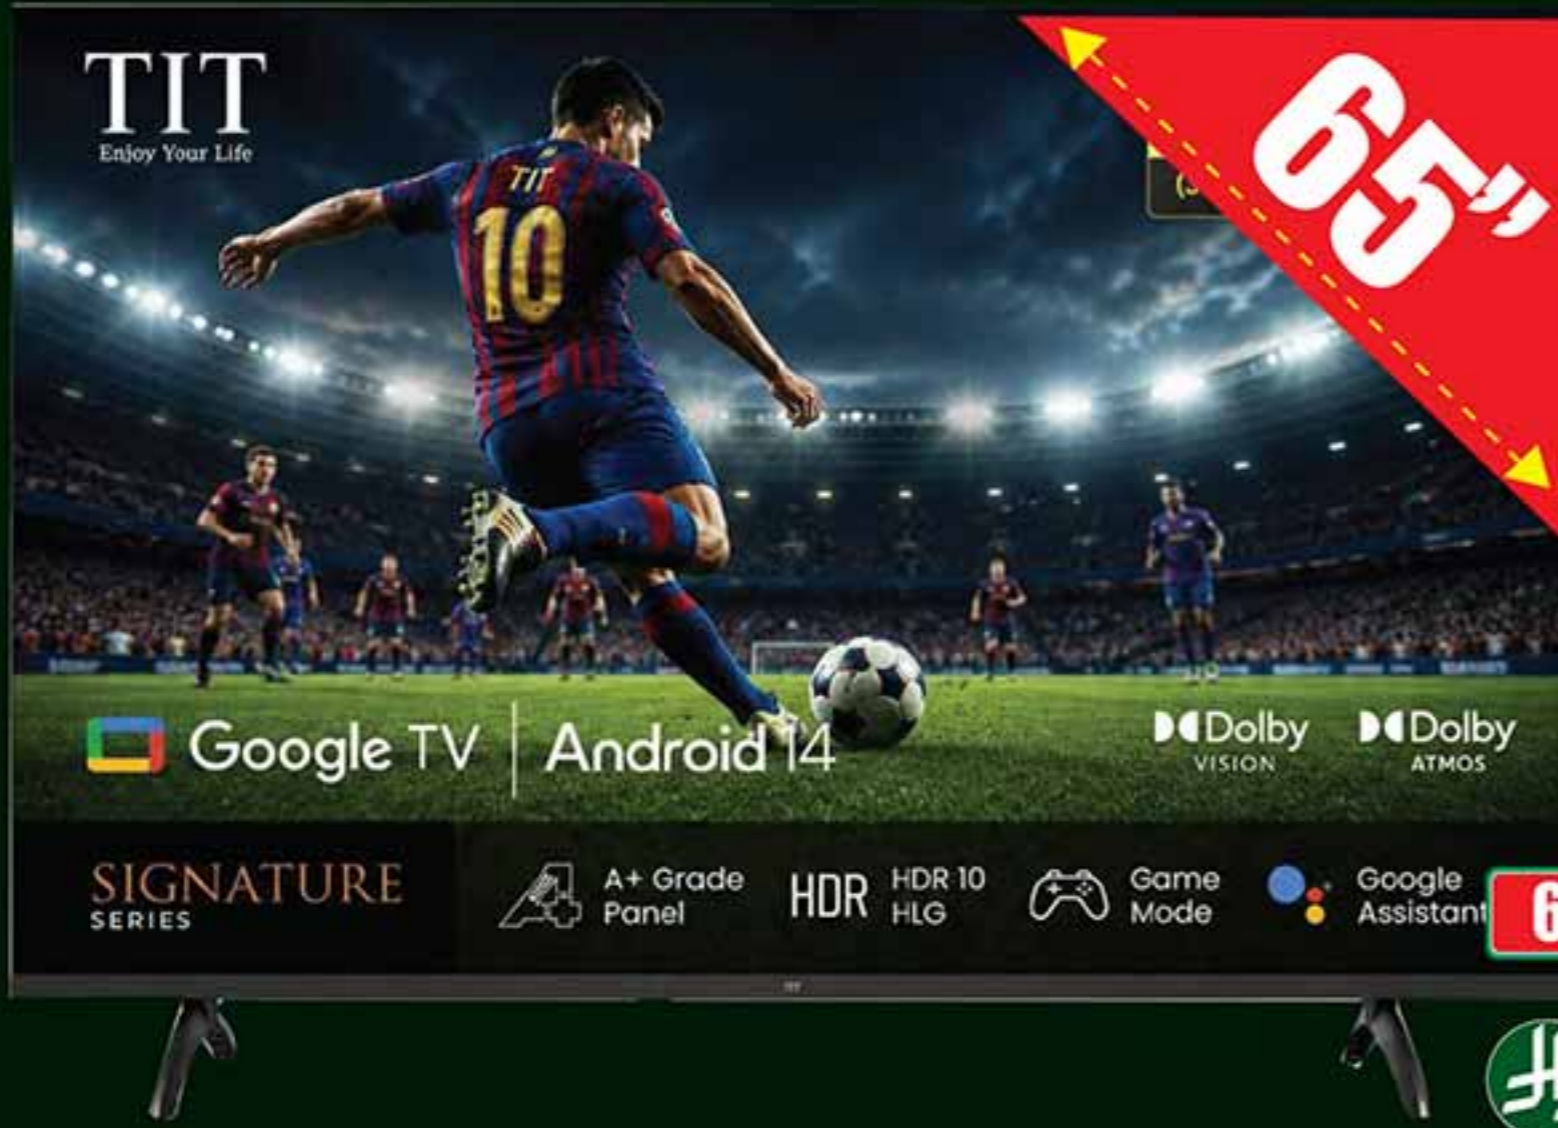 TIT
Enjoy Your Life
65”
TIT
10
Google TV | Android 14
Dolby
VISION
Dolby
ATMOS
SIGNATURE
SERIES
A+ Grade
Panel
HDR
HDR 10
HLG
Game
Mode
Google
Assistant
6